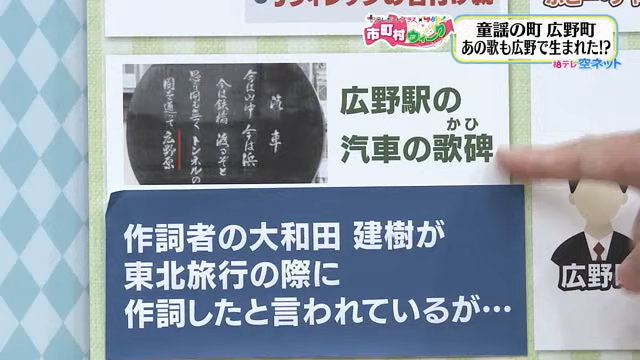 童謡の町 広野町
あの歌も広野で生まれた!?
市町村
ウィング
福テレ空ネット
汽車
今は山中 今は浜
今は鉄橋 渡るぞと
思う間も無く トンネルの
闇を通って 広野原
広野駅の
かひ
汽車の歌碑
作詞者の大和田 建樹が
東北旅行の際に
作詞したと言われているが…
広野